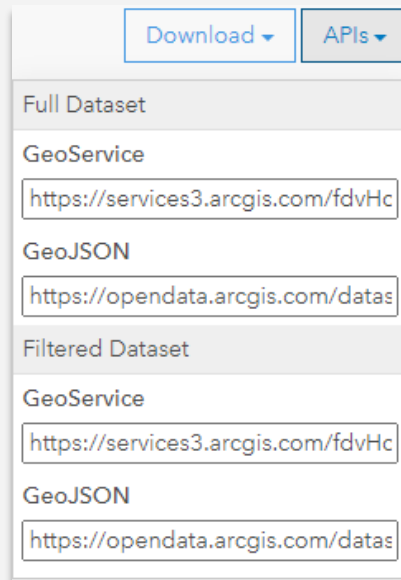 Download APIs
Full Dataset
GeoService
https://services3.arcgis.com/fdvHc
GeoJSON
https://opendata.arcgis.com/datas
Filtered Dataset
GeoService
https://services3.arcgis.com/fdvHc
GeoJSON
https://opendata.arcgis.com/datas